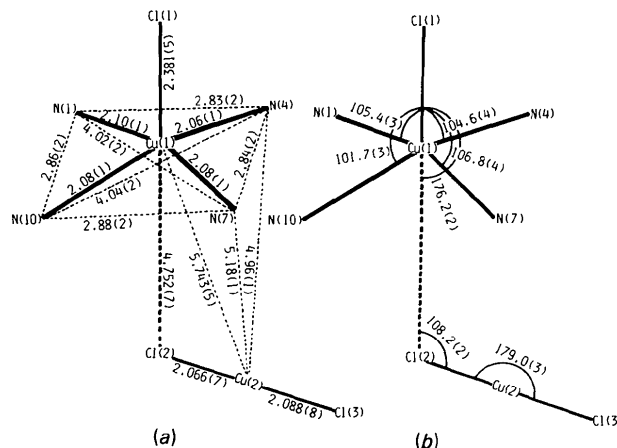 Cl(1)
2.381(5)
N(1)
2.83(2)
N(4)
2.10(1)
2.06(1)
4.02(2)
Cu(1)
2.86(2)
2.84(2)
2.08(1)
2.08(1)
4.04(2)
N(10)
2.88(2)
N(7)
4.752(7)
5.743(5)
5.18(1)
4.96(1)
Cl(2)
2.066(7)
Cu(2)
2.088(8)
Cl(3)
(a)
Cl(1)
N(1)
105.4(3)
104.6(4)
N(4)
Cu(1)
101.7(3)
106.8(4)
176.2(2)
N(10)
N(7)
108.2(2)
Cl(2)
179.0(3)
Cu(2)
Cl(3
(b)